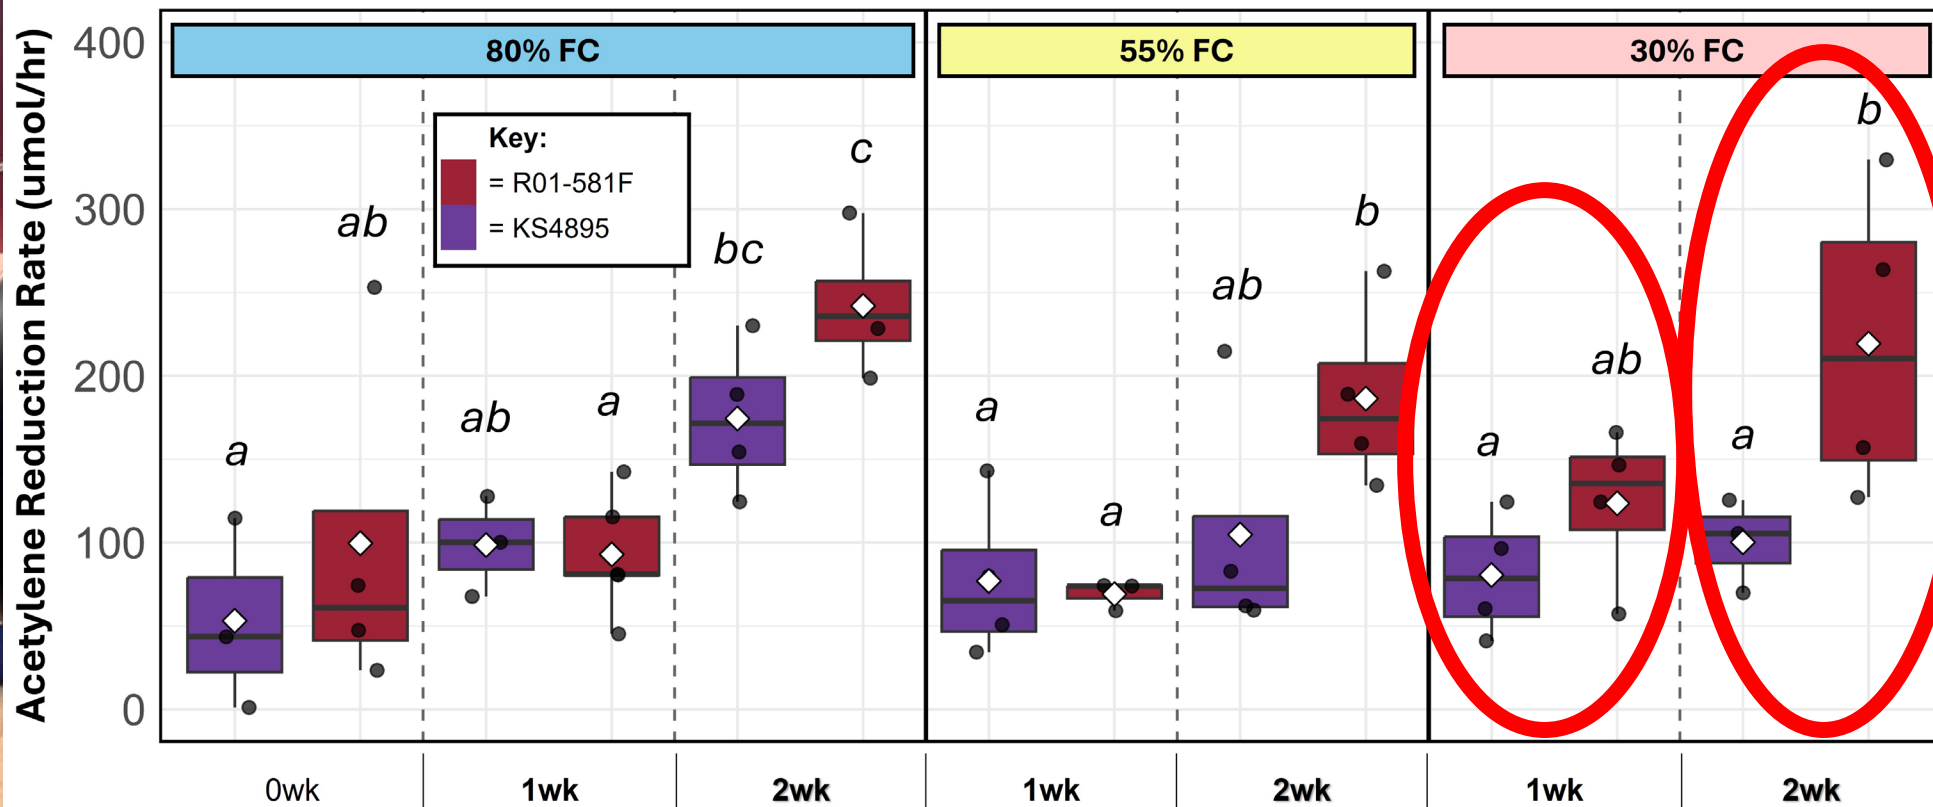 Acetylene Reduction Rate (umol/hr)
400
300
200
100
0
80% FC
55% FC
30% FC
Key:
= R01-581F
= KS4895
a
ab
ab
a
bc
c
a
a
ab
b
a
ab
a
b
0wk
1wk
2wk
1wk
2wk
1wk
2wk